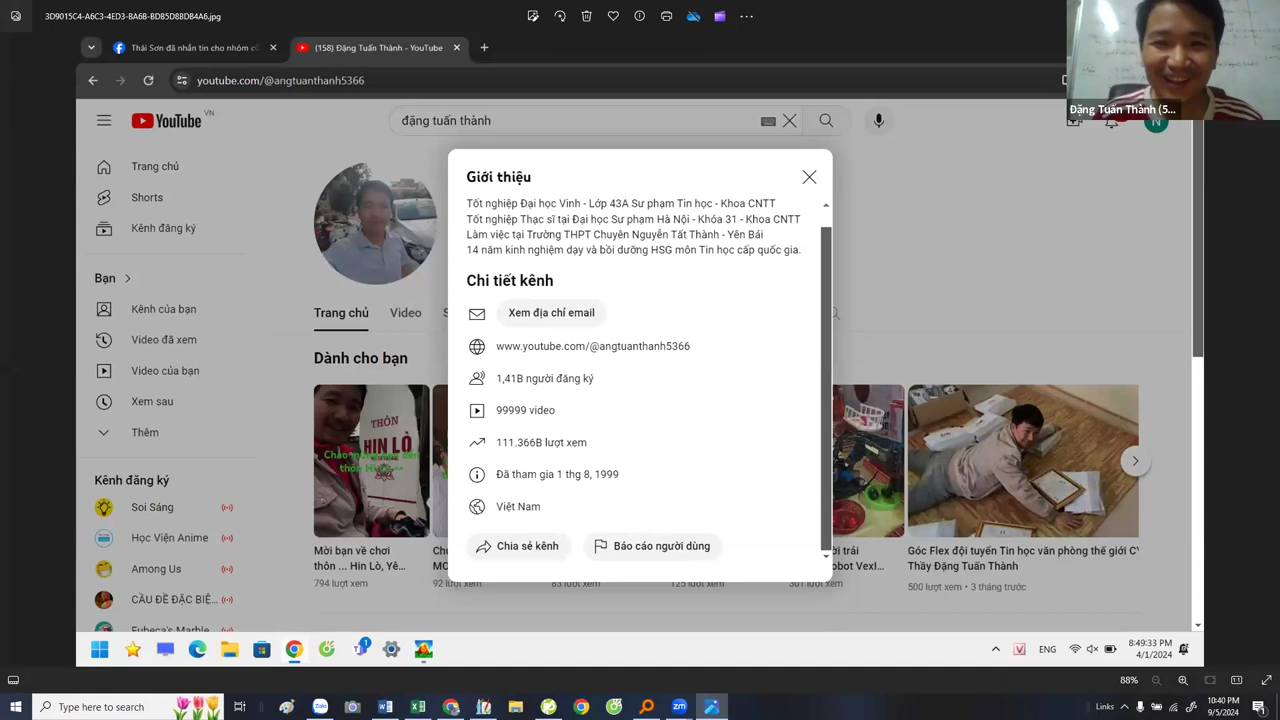 3D9015C4-A6C3-4ED3-BA6B-BDB5D8BDB4A6.jpg
Thái Sơn đã nhắn tin cho nhóm củ
(158) Đặng Tuấn Thành - YouTube
youtube.com/@angtuanthanh5366
Đặng Tuấn Thành (5...
YouTube VN
đặng tuấn thành
N
Trang chủ
Shorts
Kênh đăng ký
Bạn
Kênh của bạn
Video đã xem
Video của bạn
Xem sau
Thêm
Kênh đăng ký
Soi Sáng
Học Viện Anime
Among Us
CẦU ĐỀ ĐẶC BIỆ...
Fubeca's Marble
Trang chủ
Video
Dành cho bạn
Giới thiệu
Tốt nghiệp Đại học Vinh - Lớp 43A Sư phạm Tin học - Khoa CNTT
Tốt nghiệp Thạc sĩ tại Đại học Sư phạm Hà Nội - Khóa 31 - Khoa CNTT
Làm việc tại Trường THPT Chuyên Nguyễn Tất Thành - Yên Bái
14 năm kinh nghiệm dạy và bồi dưỡng HSG môn Tin học cấp quốc gia.
Chi tiết kênh
Xem địa chỉ email
www.youtube.com/@angtuanthanh5366
1,41B người đăng ký
99999 video
111.366B lượt xem
Đã tham gia 1 thg 8, 1999
Việt Nam
Chia sẻ kênh
Báo cáo người dùng
THÔN
HIN LÒ
Mời bạn về chơi
thôn ... Hin Lò, Yê...
794 lượt xem
92 lượt xem
83 lượt xem
125 lượt xem
301 lượt xem
Góc Flex đội tuyển Tin học văn phòng thế giới CY
Thầy Đặng Tuấn Thành
500 lượt xem • 3 tháng trước
ENG
8:49:33 PM
4/1/2024
88%
Type here to search
Links
10:40 PM
9/5/2024